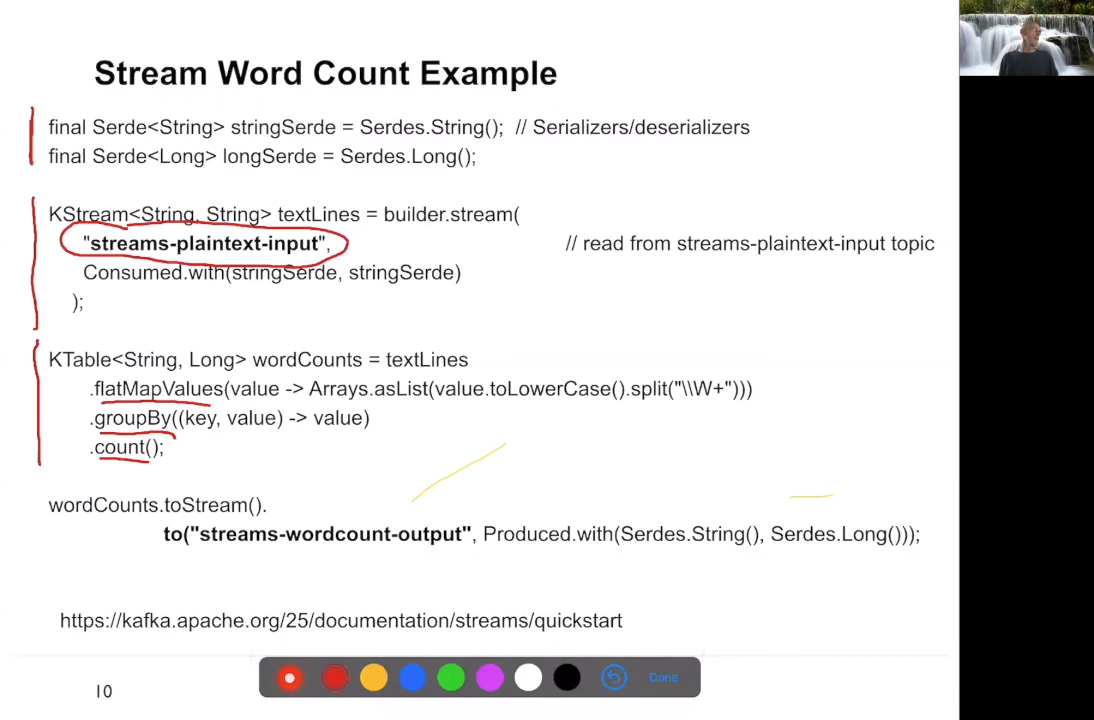 Stream Word Count Example
final Serde<String> stringSerde = Serdes.String();  // Serializers/deserializers
final Serde<Long> longSerde = Serdes.Long();
KStream<String, String> textLines = builder.stream(
"streams-plaintext-input", // read from streams-plaintext-input topic
Consumed.with(stringSerde, stringSerde)
);
KTable<String, Long> wordCounts = textLines
.flatMapValues(value -> Arrays.asList(value.toLowerCase().split("\\W+")))
.groupBy((key, value) -> value)
.count();
wordCounts.toStream().
to("streams-wordcount-output", Produced.with(Serdes.String(), Serdes.Long()));
https://kafka.apache.org/25/documentation/streams/quickstart
10
Done